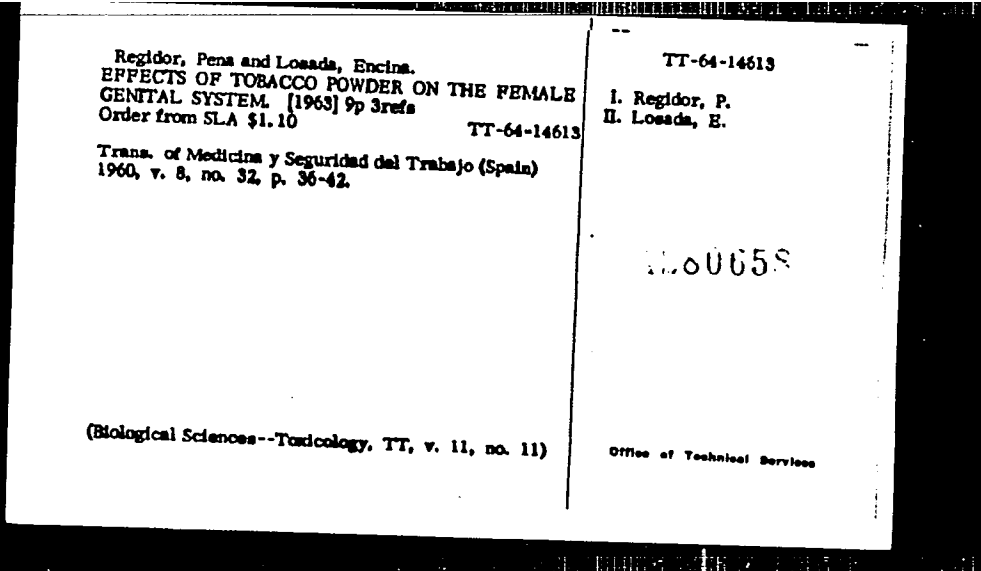 Regidor, Pena and Losada, Encina.
EFFECTS OF TOBACCO POWDER ON THE FEMALE
GENITAL SYSTEM. [1963] 9p 3refs
Order from SLA $1.10
TT-64-14613
Trans. of Medicina y Seguridad del Trabajo (Spain)
1960, v. 8, no. 32, p. 36-42.
(Biological Sciences--Toxicology, TT, v. 11, no. 11)
--
TT-64-14613
I. Regidor, P.
II. Losada, E.
Office of Technical Services